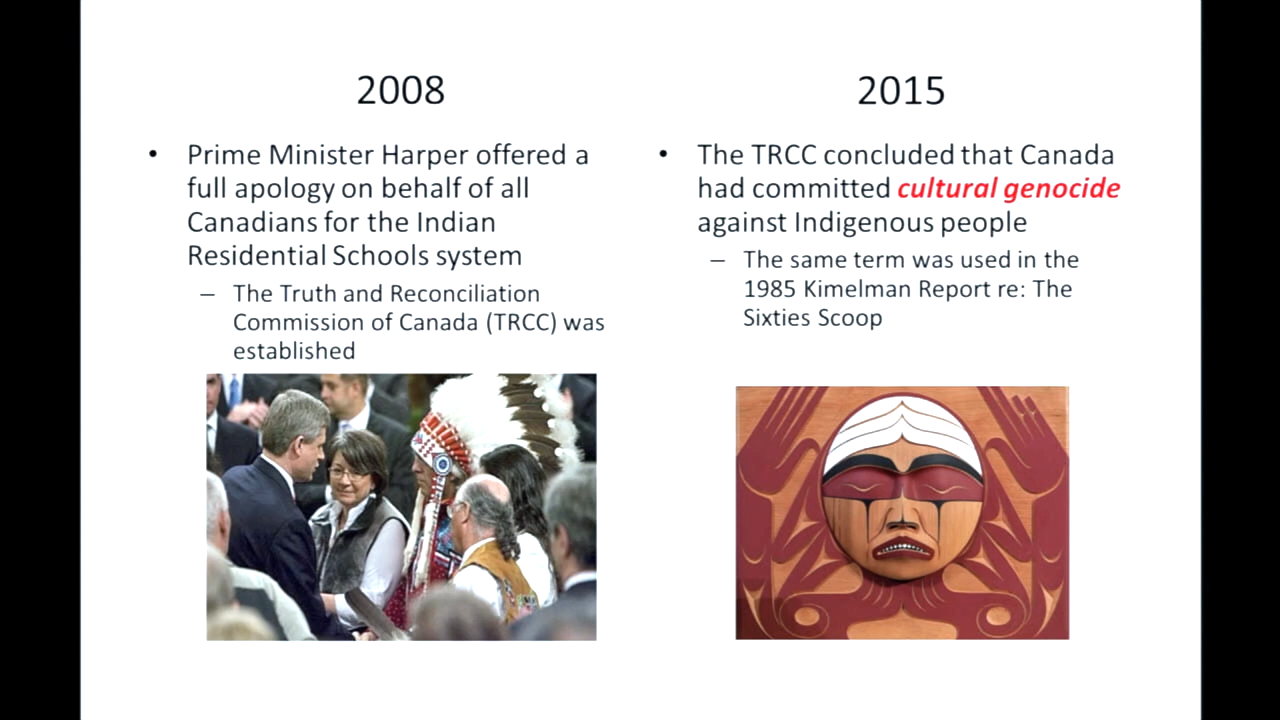 2008
• Prime Minister Harper offered a
full apology on behalf of all
Canadians for the Indian
Residential Schools system
– The Truth and Reconciliation
Commission of Canada (TRCC) was
established
2015
• The TRCC concluded that Canada
had committed cultural genocide
against Indigenous people
– The same term was used in the
1985 Kimelman Report re: The
Sixties Scoop